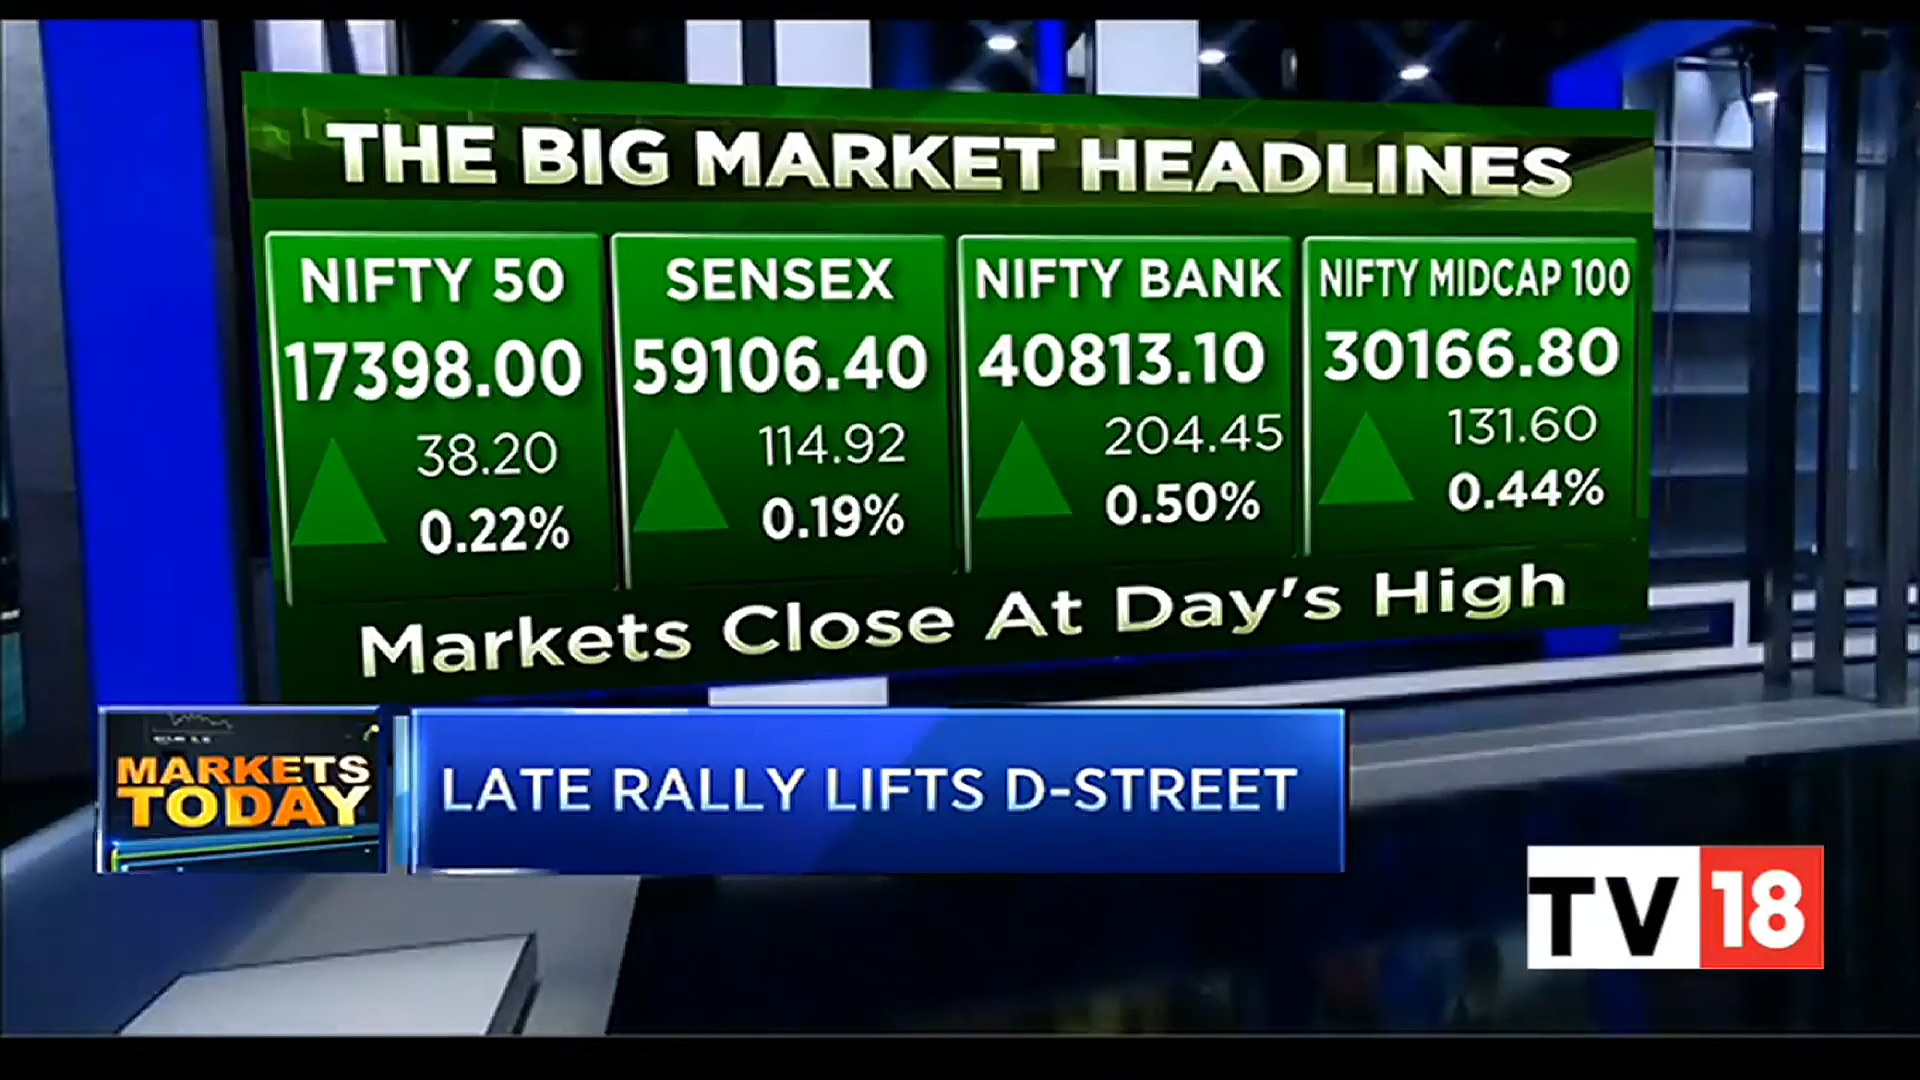 THE BIG MARKET HEADLINES
NIFTY 50
17398.00
38.20
0.22%
SENSEX
59106.40
114.92
0.19%
NIFTY BANK
40813.10
204.45
0.50%
NIFTY MIDCAP 100
30166.80
131.60
0.44%
Markets Close At Day's High
MARKETS
TODAY
LATE RALLY LIFTS D-STREET
TV18